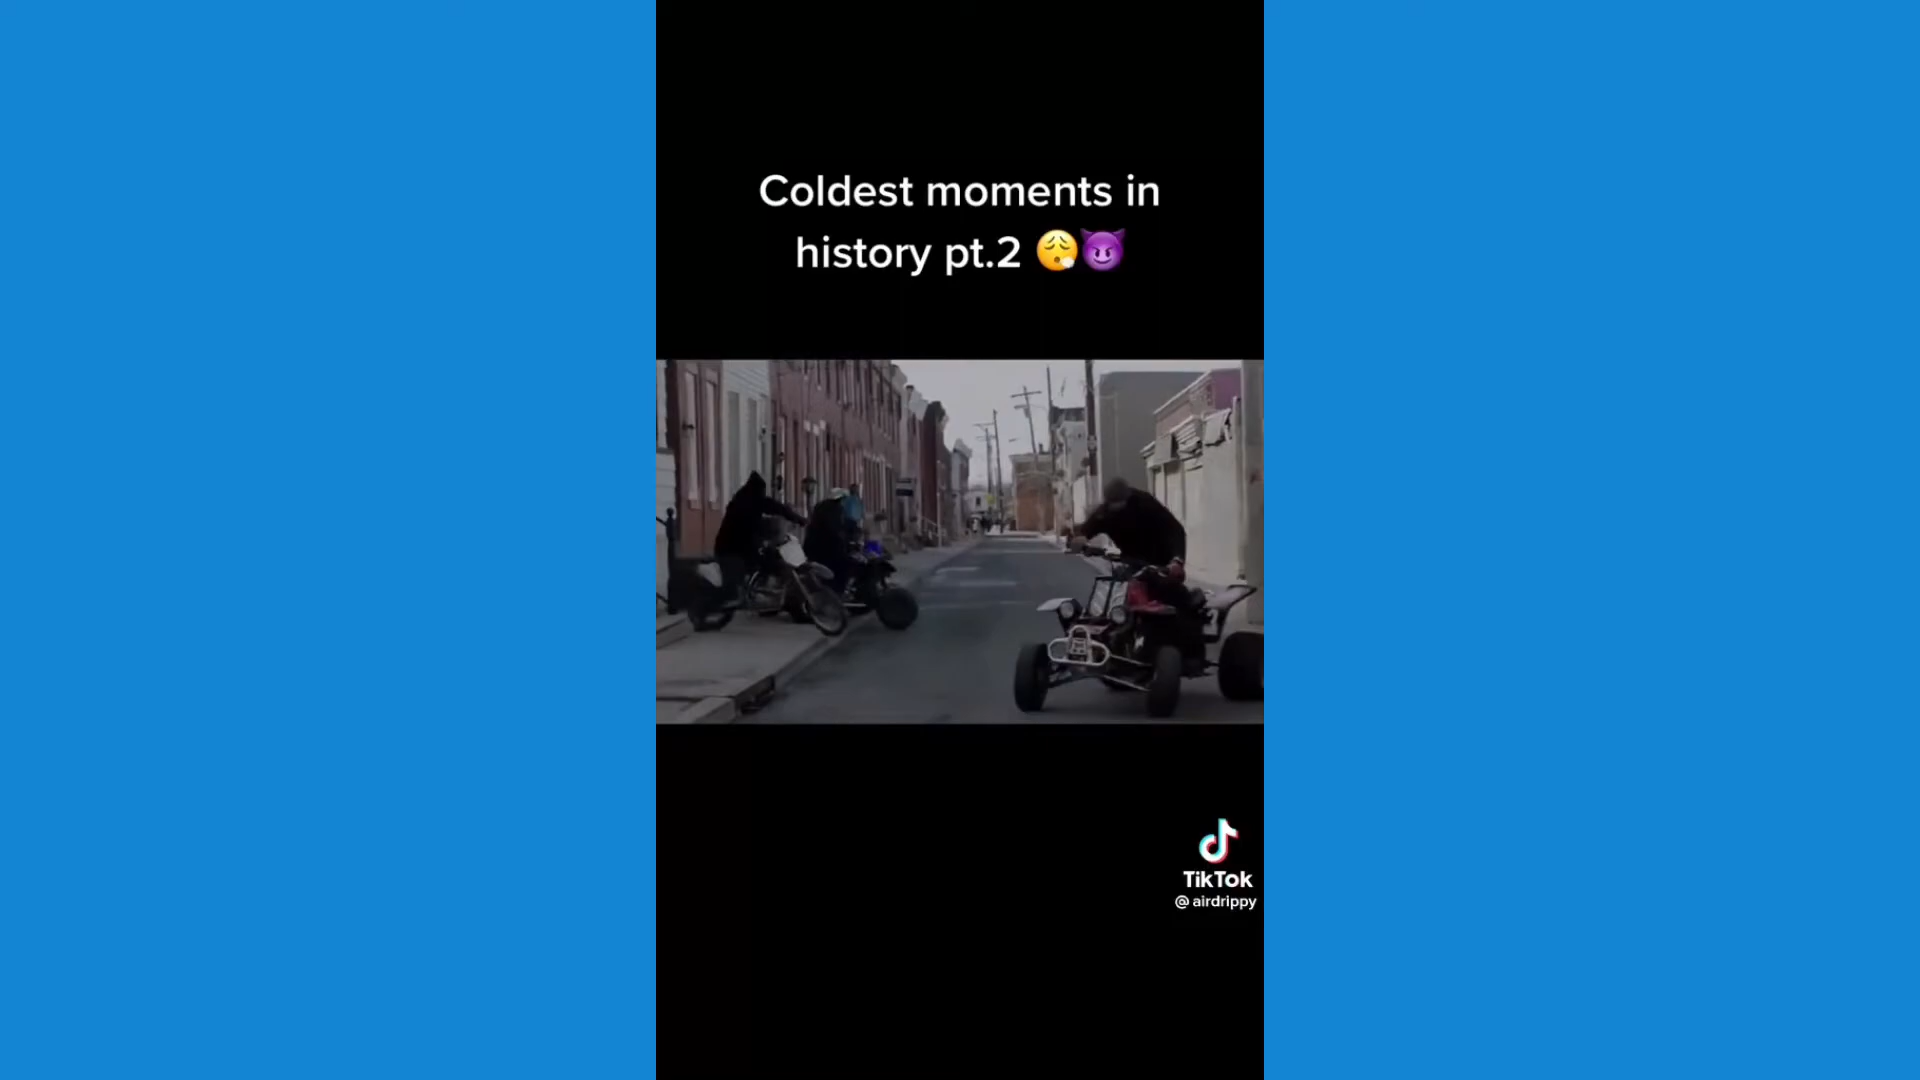 Coldest moments in
history pt.2 😮‍💨😈
TikTok
@ airdrippy